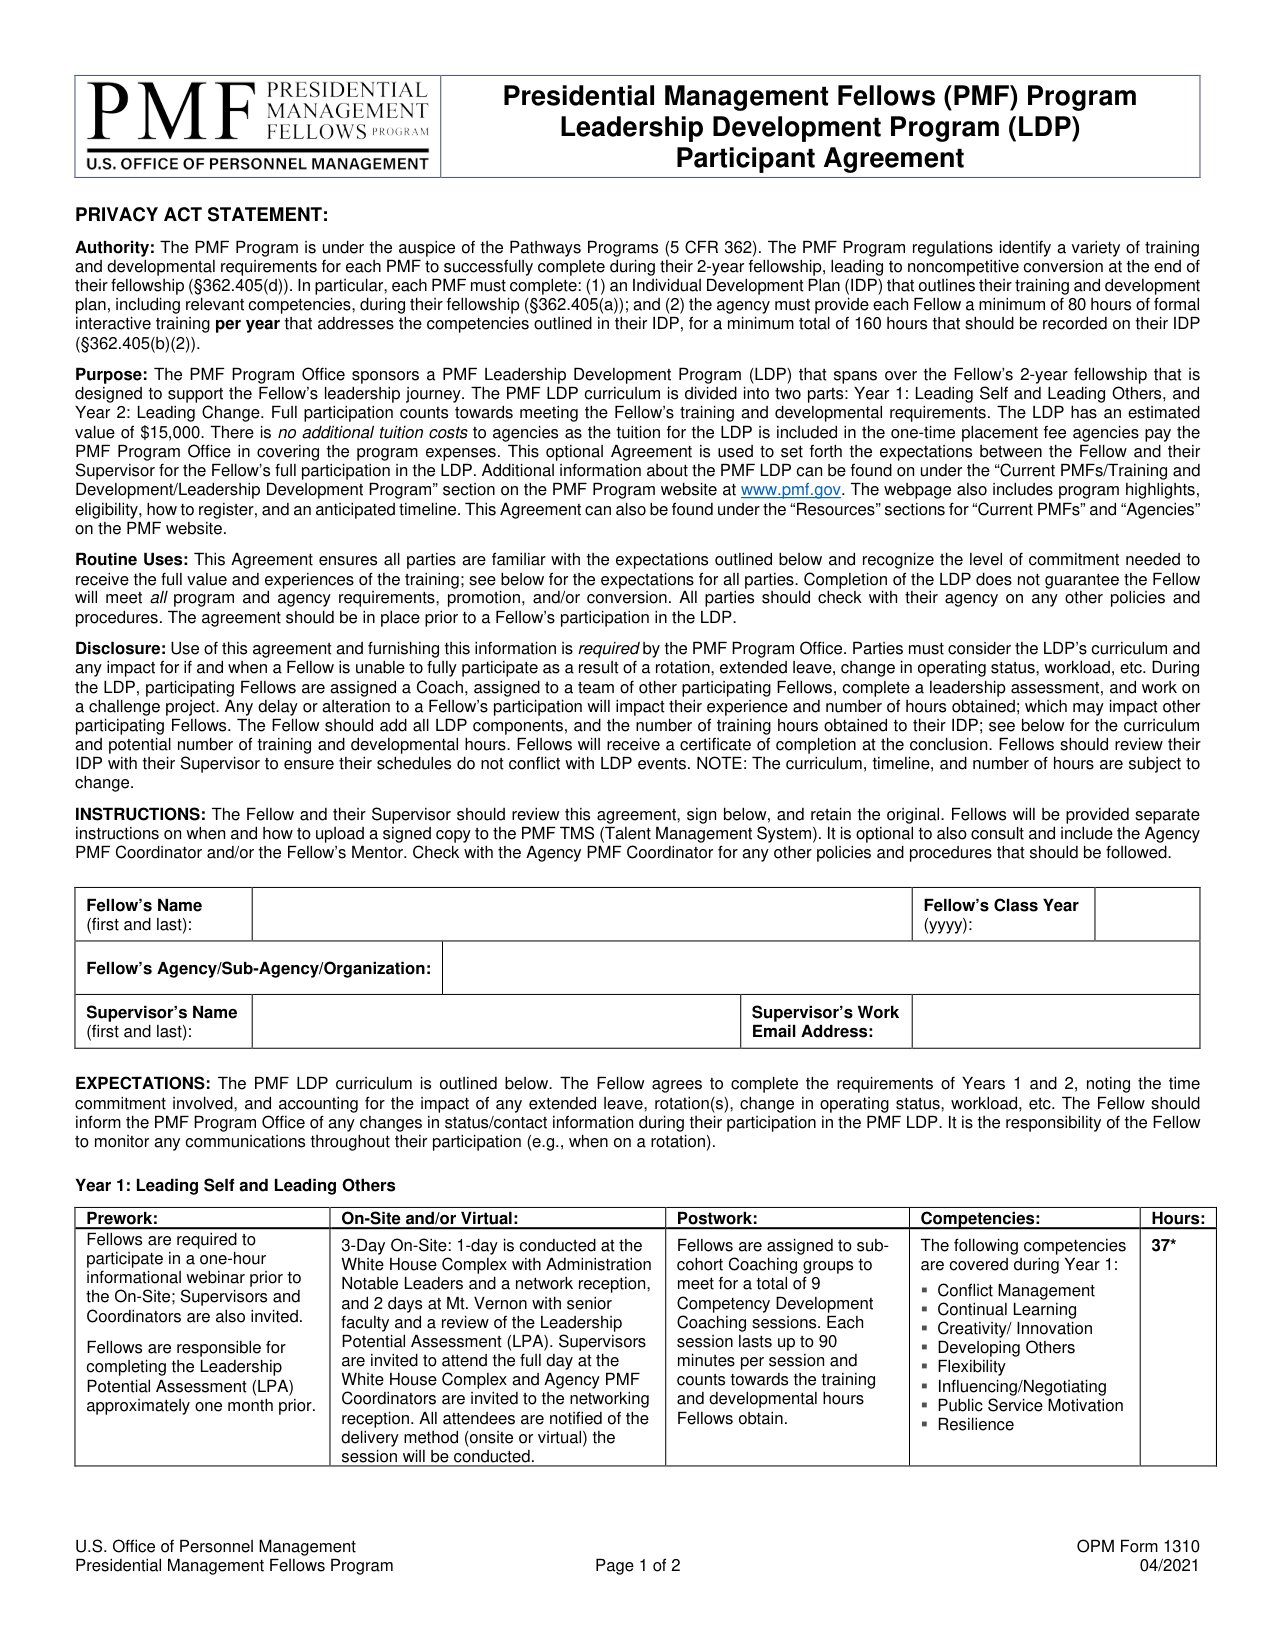 PMF PRESIDENTIAL
MANAGEMENT
FELLOWS PROGRAM
U.S. OFFICE OF PERSONNEL MANAGEMENT
Presidential Management Fellows (PMF) Program
Leadership Development Program (LDP)
Participant Agreement
PRIVACY ACT STATEMENT:
Authority: The PMF Program is under the auspice of the Pathways Programs (5 CFR 362). The PMF Program regulations identify a variety of training
and developmental requirements for each PMF to successfully complete during their 2-year fellowship, leading to noncompetitive conversion at the end of
their fellowship (§362.405(d)). In particular, each PMF must complete: (1) an Individual Development Plan (IDP) that outlines their training and development
plan, including relevant competencies, during their fellowship (§362.405(a)); and (2) the agency must provide each Fellow a minimum of 80 hours of formal
interactive training per year that addresses the competencies outlined in their IDP, for a minimum total of 160 hours that should be recorded on their IDP
(§362.405(b)(2)).
Purpose: The PMF Program Office sponsors a PMF Leadership Development Program (LDP) that spans over the Fellow's 2-year fellowship that is
designed to support the Fellow's leadership journey. The PMF LDP curriculum is divided into two parts: Year 1: Leading Self and Leading Others, and
Year 2: Leading Change. Full participation counts towards meeting the Fellow's training and developmental requirements. The LDP has an estimated
value of $15,000. There is no additional tuition costs to agencies as the tuition for the LDP is included in the one-time placement fee agencies pay the
PMF Program Office in covering the program expenses. This optional Agreement is used to set forth the expectations between the Fellow and their
Supervisor for the Fellow's full participation in the LDP. Additional information about the PMF LDP can be found on under the "Current PMFs/Training and
Development/Leadership Development Program" section on the PMF Program website at www.pmf.gov. The webpage also includes program highlights,
eligibility, how to register, and an anticipated timeline. This Agreement can also be found under the "Resources" sections for "Current PMFs" and "Agencies"
on the PMF website.
Routine Uses: This Agreement ensures all parties are familiar with the expectations outlined below and recognize the level of commitment needed to
receive the full value and experiences of the training; see below for the expectations for all parties. Completion of the LDP does not guarantee the Fellow
will meet all program and agency requirements, promotion, and/or conversion. All parties should check with their agency on any other policies and
procedures. The agreement should be in place prior to a Fellow's participation in the LDP.
Disclosure: Use of this agreement and furnishing this information is required by the PMF Program Office. Parties must consider the LDP's curriculum and
any impact for if and when a Fellow is unable to fully participate as a result of a rotation, extended leave, change in operating status, workload, etc. During
the LDP, participating Fellows are assigned a Coach, assigned to a team of other participating Fellows, complete a leadership assessment, and work on
a challenge project. Any delay or alteration to a Fellow's participation will impact their experience and number of hours obtained; which may impact other
participating Fellows. The Fellow should add all LDP components, and the number of training hours obtained to their IDP; see below for the curriculum
and potential number of training and developmental hours. Fellows will receive a certificate of completion at the conclusion. Fellows should review their
IDP with their Supervisor to ensure their schedules do not conflict with LDP events. NOTE: The curriculum, timeline, and number of hours are subject to
change.
INSTRUCTIONS: The Fellow and their Supervisor should review this agreement, sign below, and retain the original. Fellows will be provided separate
instructions on when and how to upload a signed copy to the PMF TMS (Talent Management System). It is optional to also consult and include the Agency
PMF Coordinator and/or the Fellow's Mentor. Check with the Agency PMF Coordinator for any other policies and procedures that should be followed.
Fellow's Name
(first and last):
Fellow's Class Year
(yyyy):
Fellow's Agency/Sub-Agency/Organization:
Supervisor's Name
(first and last):
Supervisor's Work
Email Address:
EXPECTATIONS: The PMF LDP curriculum is outlined below. The Fellow agrees to complete the requirements of Years 1 and 2, noting the time
commitment involved, and accounting for the impact of any extended leave, rotation(s), change in operating status, workload, etc. The Fellow should
inform the PMF Program Office of any changes in status/contact information during their participation in the PMF LDP. It is the responsibility of the Fellow
to monitor any communications throughout their participation (e.g., when on a rotation).
Year 1: Leading Self and Leading Others
Prework:
Fellows are required to
participate in a one-hour
informational webinar prior to
the On-Site; Supervisors and
Coordinators are also invited.
Fellows are responsible for
completing the Leadership
Potential Assessment (LPA)
approximately one month prior.
On-Site and/or Virtual:
3-Day On-Site: 1-day is conducted at the
White House Complex with Administration
Notable Leaders and a network reception,
and 2 days at Mt. Vernon with senior
faculty and a review of the Leadership
Potential Assessment (LPA). Supervisors
are invited to attend the full day at the
White House Complex and Agency PMF
Coordinators are invited to the networking
reception. All attendees are notified of the
delivery method (onsite or virtual) the
session will be conducted.
Postwork:
Fellows are assigned to sub-
cohort Coaching groups to
meet for a total of 9
Competency Development
Coaching sessions. Each
session lasts up to 90
minutes per session and
counts towards the training
and developmental hours
Fellows obtain.
Competencies:
The following competencies
are covered during Year 1:
▪ Conflict Management
▪ Continual Learning
▪ Creativity/ Innovation
▪ Developing Others
▪ Flexibility
▪ Influencing/Negotiating
▪ Public Service Motivation
▪ Resilience
Hours:
37*
U.S. Office of Personnel Management
Presidential Management Fellows Program
Page 1 of 2
OPM Form 1310
04/2021